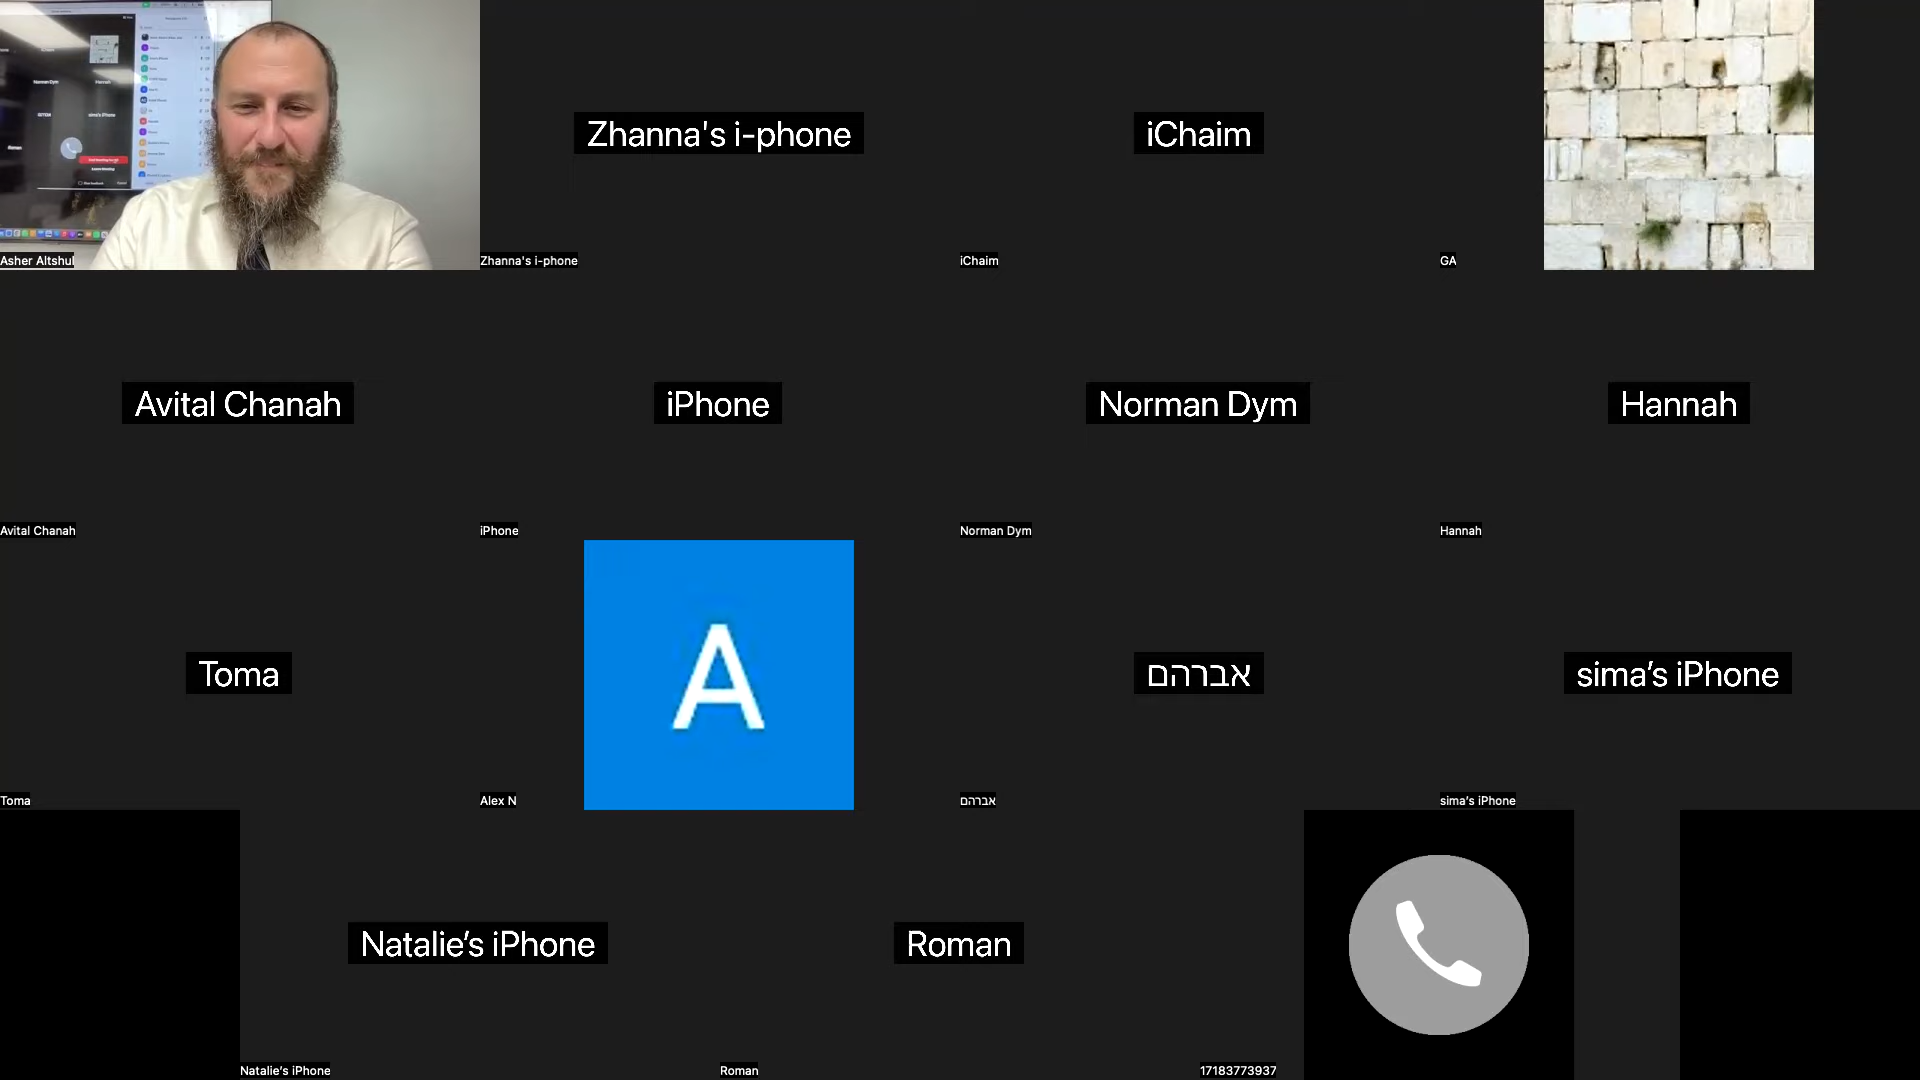 Asher Altshul
Zhanna's i-phone
Zhanna's i-phone
iChaim
iChaim
GA
Avital Chanah
Avital Chanah
iPhone
iPhone
Norman Dym
Norman Dym
Hannah
Hannah
Toma
Toma
A
Alex N
אברהם
אברהם
sima’s iPhone
sima’s iPhone
Natalie’s iPhone
Natalie’s iPhone
Roman
Roman
17183773937